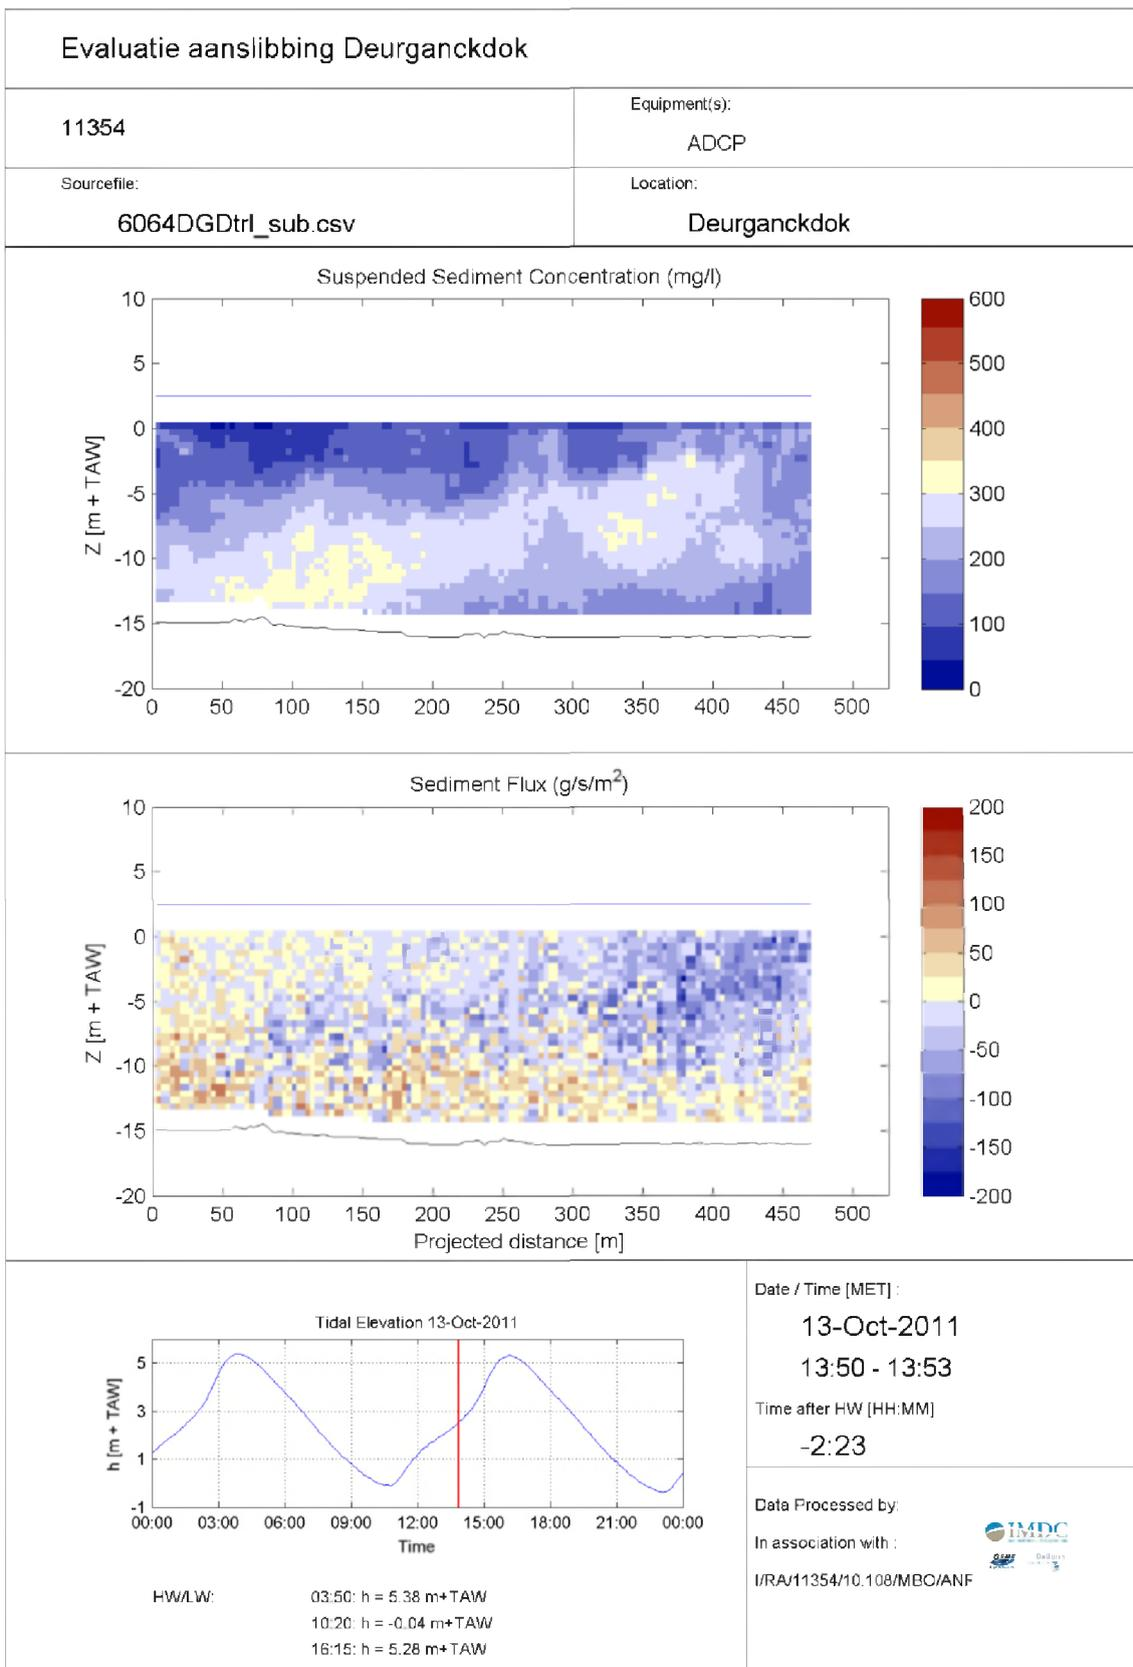 Evaluatie aanslibbing Deurganckdok
11354
Equipment(s):
ADCP
Sourcefile:
6064DGDtrl_sub.csv
Location:
Deurganckdok
Suspended Sediment Concentration (mg/l)
10
5
0
-5
-10
-15
-20
Z [m + TAW]
0 50 100 150 200 250 300 350 400 450 500
600
500
400
300
200
100
0
Sediment Flux (g/s/m²)
10
5
0
-5
-10
-15
-20
Z [m + TAW]
0 50 100 150 200 250 300 350 400 450 500
Projected distance [m]
200
150
100
50
0
-50
-100
-150
-200
Tidal Elevation 13-Oct-2011
5
3
1
-1
h [m + TAW]
00:00 03:00 06:00 09:00 12:00 15:00 18:00 21:00 00:00
Time
HW/LW:
03:50: h = 5.38 m+TAW
10:20: h = -0.04 m+TAW
16:15: h = 5.28 m+TAW
Date / Time [MET] :
13-Oct-2011
13:50 - 13:53
Time after HW [HH:MM]
-2:23
Data Processed by:
IMDC
In association with :
I/RA/11354/10.108/MBO/ANF